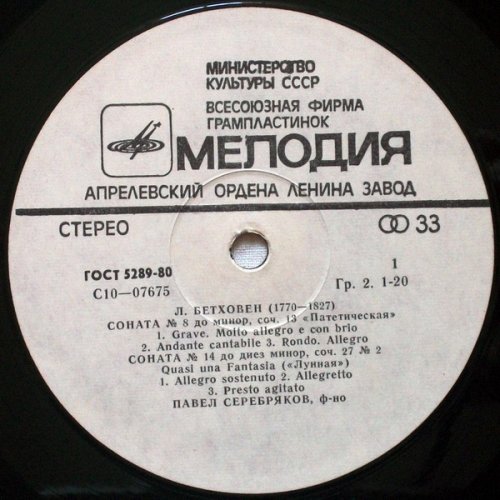 МИНИСТЕРСТВО
КУЛЬТУРЫ СССР
ВСЕСОЮЗНАЯ ФИРМА
ГРАМПЛАСТИНОК
МЕЛОДИЯ
АПРЕЛЕВСКИЙ ОРДЕНА ЛЕНИНА ЗАВОД
СТЕРЕО 33
ГОСТ 5289-80 1
С10—07675 Гр. 2. 1-20
Л. БЕТХОВЕН (1770—1827)
СОНАТА № 8 до минор, соч. 13 «Патетическая»
1. Grave. Molto allegro e con brio
2. Andante cantabile 3. Rondo. Allegro
СОНАТА № 14 до диез минор, соч. 27 № 2
Quasi una Fantasia («Лунная»)
1. Allegro sostenuto 2. Allegretto
3. Presto agitato
ПАВЕЛ СЕРЕБРЯКОВ, ф-но